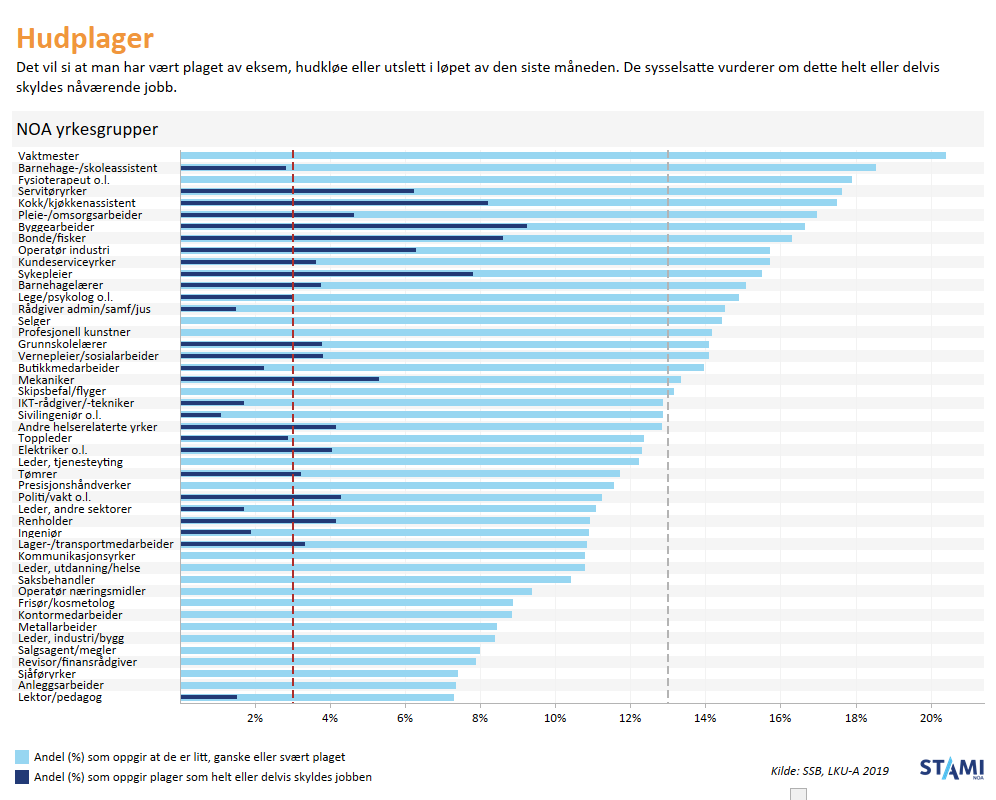 Hudplager
Det vil si at man har vært plaget av eksem, hudkløe eller utslett i løpet av den siste måneden. De sysselsatte vurderer om dette helt eller delvis
skyldes nåværende jobb.
NOA yrkesgrupper
Vaktmester
Barnehage-/skoleassistent
Fysioterapeut o.l.
Servitøryrker
Kokk/kjøkkenassistent
Pleie-/omsorgsarbeider
Byggearbeider
Bonde/fisker
Operatør industri
Kundeserviceyrker
Sykepleier
Barnehagelærer
Lege/psykolog o.l.
Rådgiver admin/samf/jus
Selger
Profesjonell kunstner
Grunnskolelærer
Vernepleier/sosialarbeider
Butikkmedarbeider
Mekaniker
Skipsbefal/flyger
IKT-rådgiver/-tekniker
Sivilingeniør o.l.
Andre helserelaterte yrker
Toppleder
Elektriker o.l.
Leder, tjenesteyting
Tømrer
Presisjonshåndverker
Politi/vakt o.l.
Leder, andre sektorer
Renholder
Ingeniør
Lager-/transportmedarbeider
Kommunikasjonsyrker
Leder, utdanning/helse
Saksbehandler
Operatør næringsmidler
Frisør/kosmetolog
Kontormedarbeider
Metallarbeider
Leder, industri/bygg
Salgsagent/megler
Revisor/finansrådgiver
Sjåføryrker
Anleggsarbeider
Lektor/pedagog
2% 4% 6% 8% 10% 12% 14% 16% 18% 20%
Andel (%) som oppgir at de er litt, ganske eller svært plaget
Andel (%) som oppgir plager som helt eller delvis skyldes jobben
Kilde: SSB, LKU-A 2019
STAMI
NOA